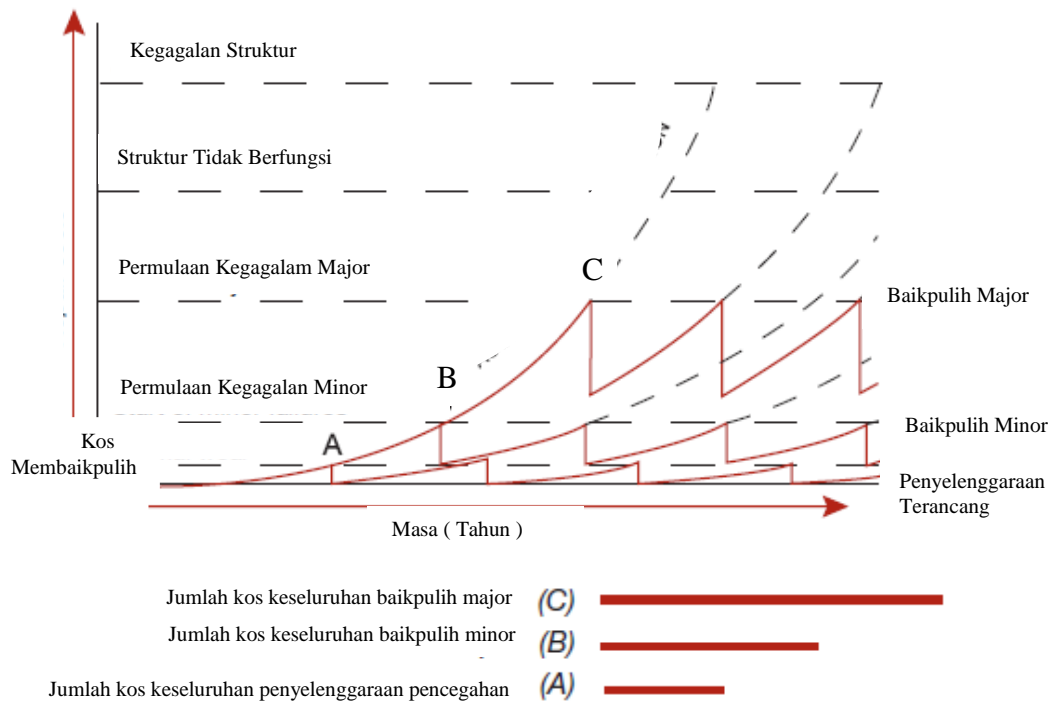 Kegagalan Struktur
Struktur Tidak Berfungsi
Permulaan Kegagalam Major
C
Baikpulih Major
Permulaan Kegagalan Minor
B
Baikpulih Minor
Kos
Membaikpulih
A
Penyelenggaraan
Terancang
Masa ( Tahun )
Jumlah kos keseluruhan baikpulih major (C)
Jumlah kos keseluruhan baikpulih minor (B)
Jumlah kos keseluruhan penyelenggaraan pencegahan (A)